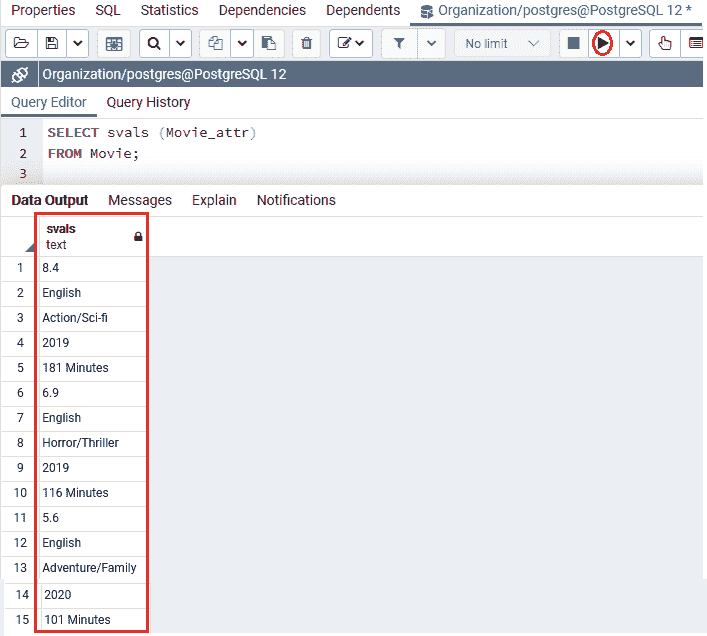 Properties SQL Statistics Dependencies Dependents Organization/postgres@PostgreSQL 12 *
No limit
Organization/postgres@PostgreSQL 12
Query Editor Query History
1 SELECT svals (Movie_attr)
2 FROM Movie;
3
Data Output Messages Explain Notifications
svals
text
1 8.4
2 English
3 Action/Sci-fi
4 2019
5 181 Minutes
6 6.9
7 English
8 Horror/Thriller
9 2019
10 116 Minutes
11 5.6
12 English
13 Adventure/Family
14 2020
15 101 Minutes